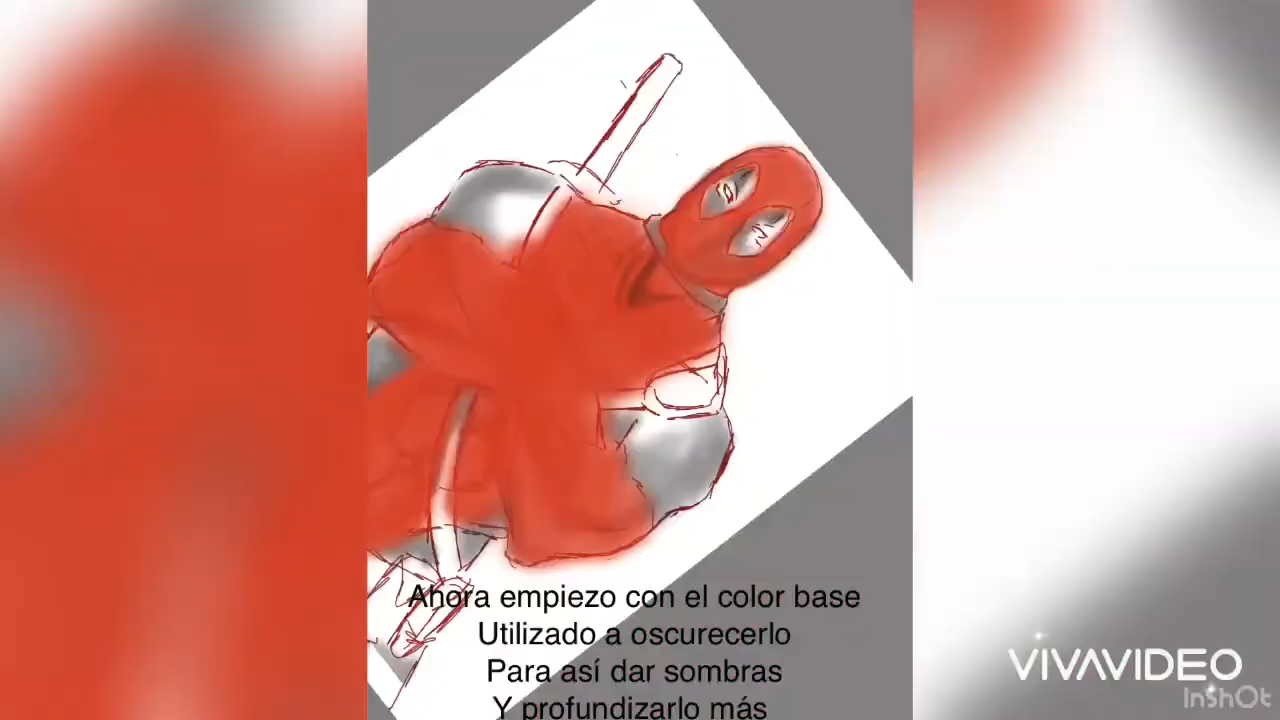 Ahora empiezo con el color base
Utilizado a oscurecerlo
Para así dar sombras
Y profundizarlo más
VIVAVIDEO
InShOt